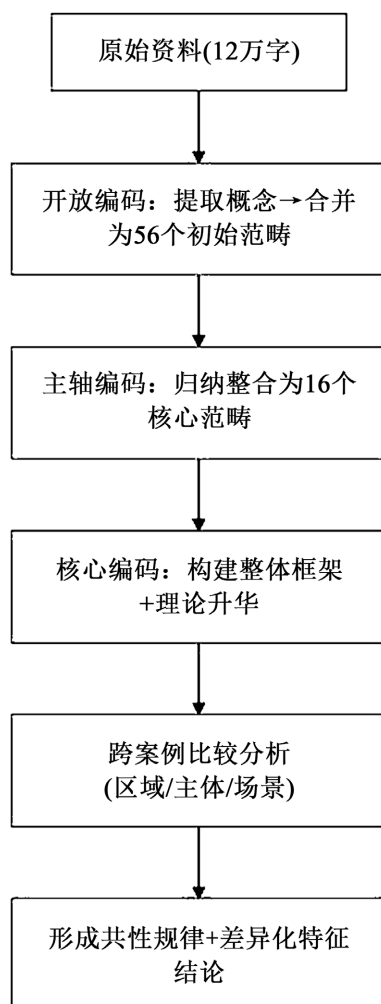 原始资料(12万字)
开放编码：提取概念→合并
为56个初始范畴
主轴编码：归纳整合为16个
核心范畴
核心编码：构建整体框架
+理论升华
跨案例比较分析
(区域/主体/场景)
形成共性规律+差异化特征
结论